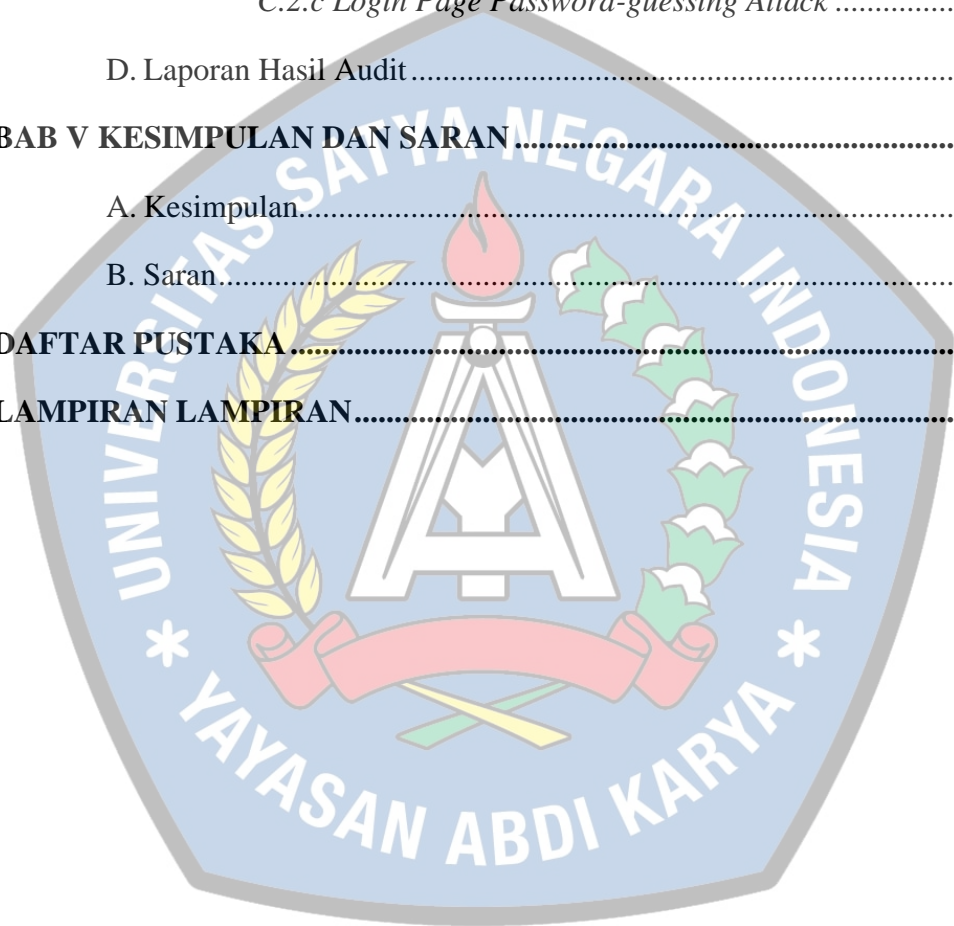 C.2.c Login Page Password-guessing Attack ................
D. Laporan Hasil Audit ....................................................................
BAB V KESIMPULAN DAN SARAN .......................................................
A. Kesimpulan..................................................................................
B. Saran............................................................................................
DAFTAR PUSTAKA ...................................................................................
LAMPIRAN LAMPIRAN...........................................................................
UNIVERSITAS SATYA NEGARA INDONESIA
* YAYASAN ABDI KARYA *